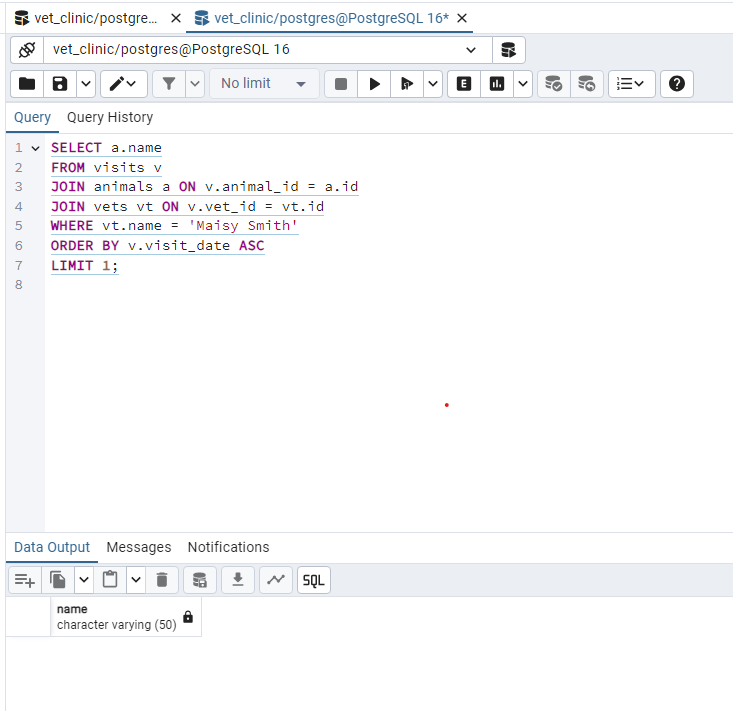 vet_clinic/postgre...
vet_clinic/postgres@PostgreSQL 16*
vet_clinic/postgres@PostgreSQL 16
No limit
E
Query
Query History
1 SELECT a.name
2 FROM visits v
3 JOIN animals a ON v.animal_id = a.id
4 JOIN vets vt ON v.vet_id = vt.id
5 WHERE vt.name = 'Maisy Smith'
6 ORDER BY v.visit_date ASC
7 LIMIT 1;
8
Data Output
Messages
Notifications
SQL
name
character varying (50)